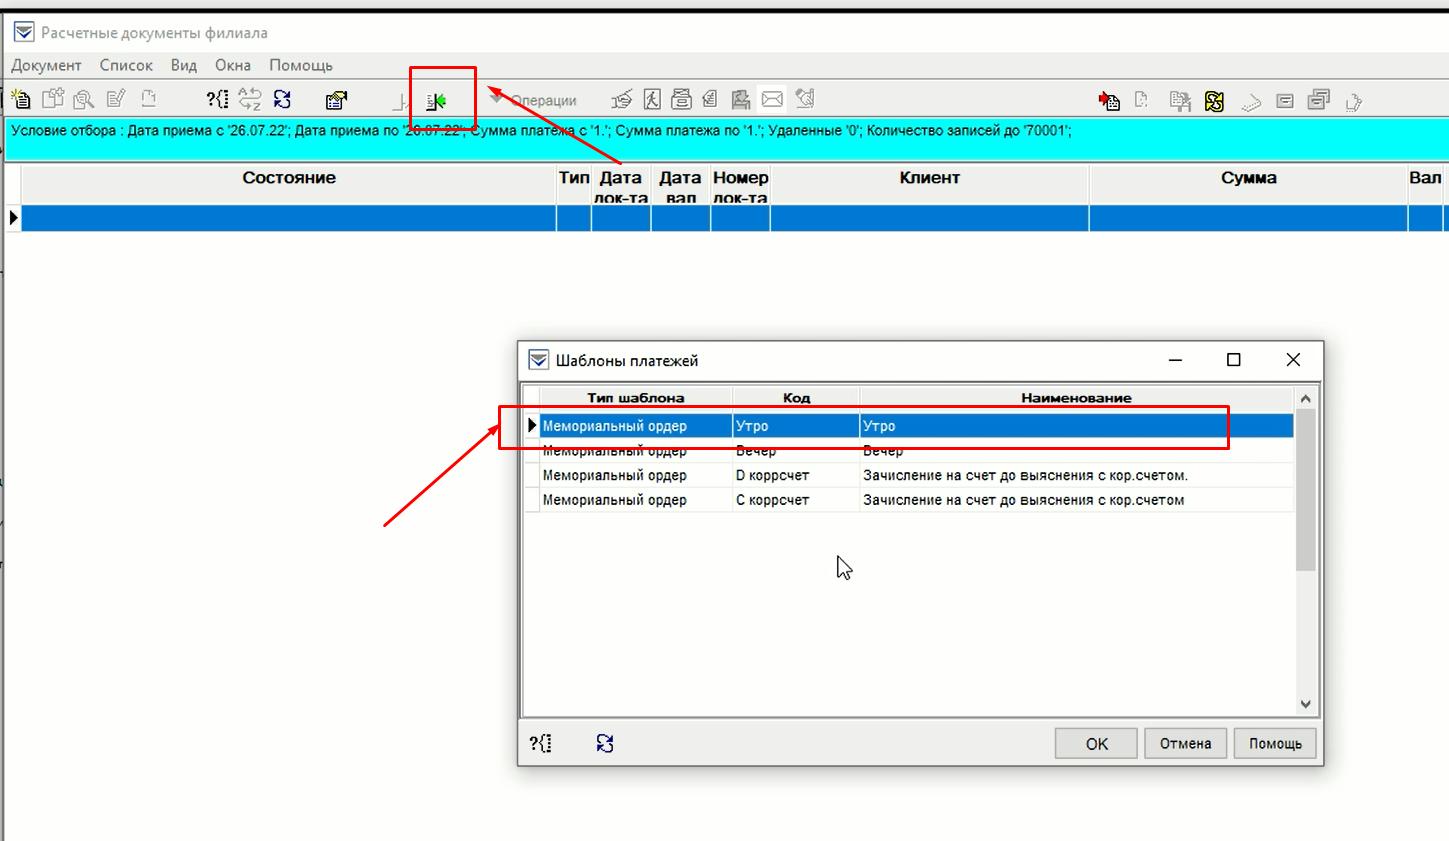 Расчетные документы филиала
Документ Список Вид Окна Помощь
?{} Операции
Условие отбора : Дата приема с '26.07.22'; Дата приема по '26.07.22'; Сумма платежа с '1.'; Сумма платежа по '1.'; Удаленные '0'; Количество записей до '70001';
Состояние Тип Дата док-та Дата вал Номер док-та Клиент Сумма Вал
Шаблоны платежей
Тип шаблона Код Наименование
Мемориальный ордер Утро Утро
Мемориальный ордер Вечер Вечер
Мемориальный ордер D коррсчет Зачисление на счет до выяснения с кор.счетом.
Мемориальный ордер C коррсчет Зачисление на счет до выяснения с кор.счетом
?{} OK Отмена Помощь